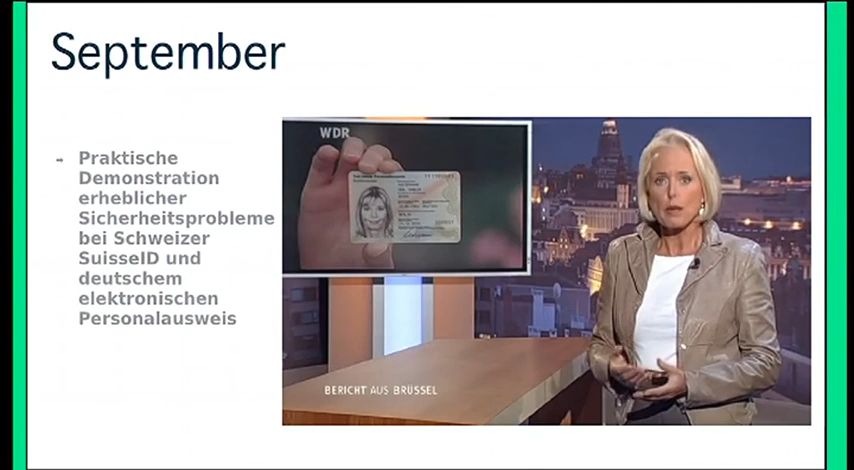 September
- Praktische
Demonstration
erheblicher
Sicherheitsprobleme
bei Schweizer
SuisseID und
deutschem
elektronischen
Personalausweis
WDR
BERICHT AUS BRÜSSEL